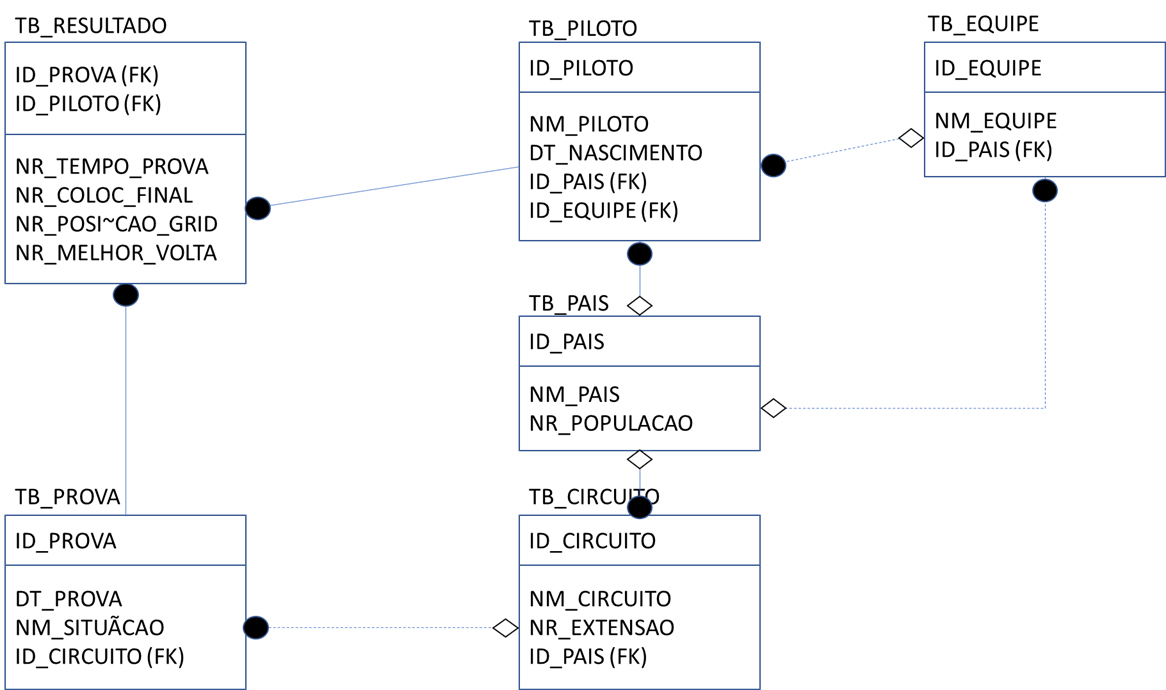 TB_RESULTADO
ID_PROVA (FK)
ID_PILOTO (FK)
NR_TEMPO_PROVA
NR_COLOC_FINAL
NR_POSI~CAO_GRID
NR_MELHOR_VOLTA
TB_PILOTO
ID_PILOTO
NM_PILOTO
DT_NASCIMENTO
ID_PAIS (FK)
ID_EQUIPE (FK)
TB_EQUIPE
ID_EQUIPE
NM_EQUIPE
ID_PAIS (FK)
TB_PAIS
ID_PAIS
NM_PAIS
NR_POPULACAO
TB_PROVA
ID_PROVA
DT_PROVA
NM_SITUÃCAO
ID_CIRCUITO (FK)
TB_CIRCUITO
ID_CIRCUITO
NM_CIRCUITO
NR_EXTENSAO
ID_PAIS (FK)